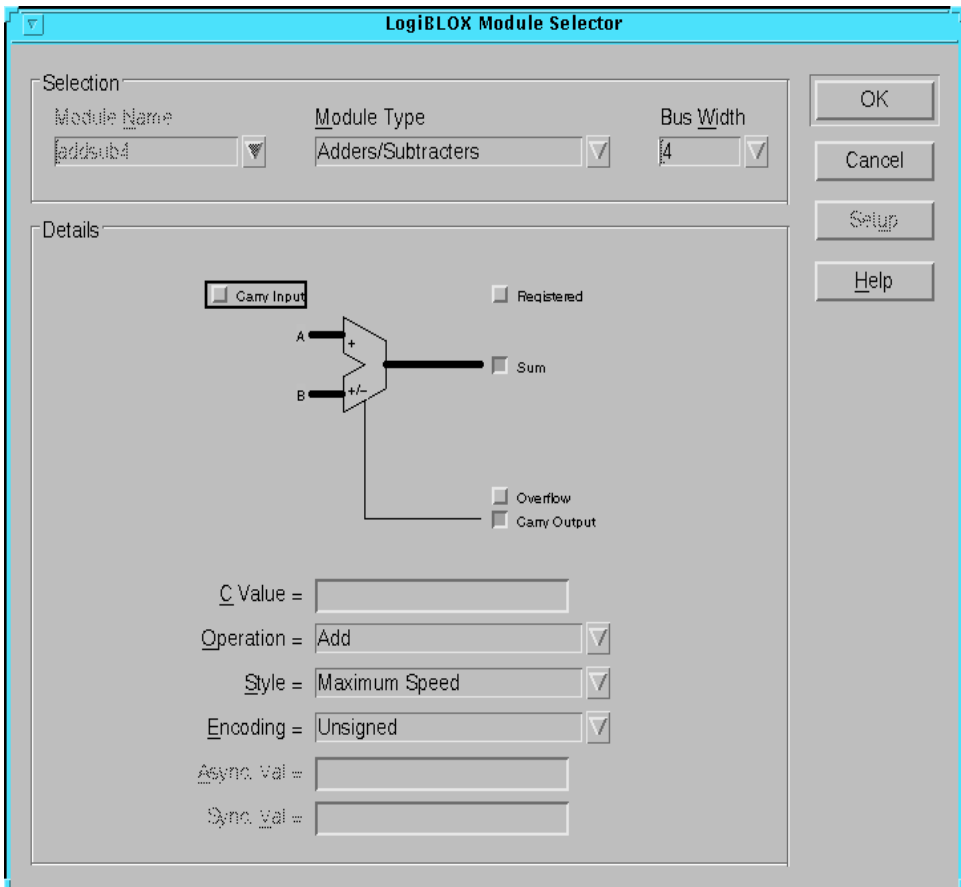 LogiBLOX Module Selector
Selection
Module Name
Module Type
Bus Width
addsub4
Adders/Subtracters
4
OK
Cancel
Setup
Help
Details
Carry Input
Registered
A
+
Sum
B
+/−
Overflow
Carry Output
C Value =
Operation = Add
Style = Maximum Speed
Encoding = Unsigned
Async. Val =
Sync. Val =